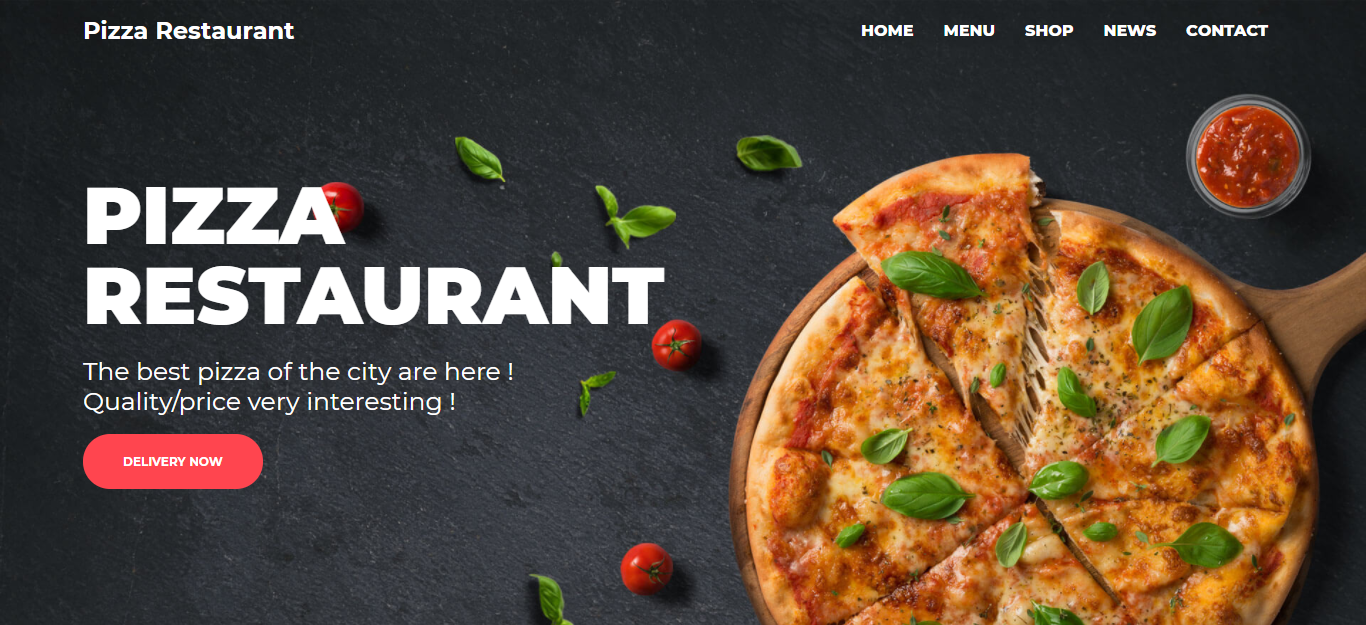 Pizza Restaurant
HOME MENU SHOP NEWS CONTACT
PIZZA
RESTAURANT
The best pizza of the city are here !
Quality/price very interesting !
DELIVERY NOW